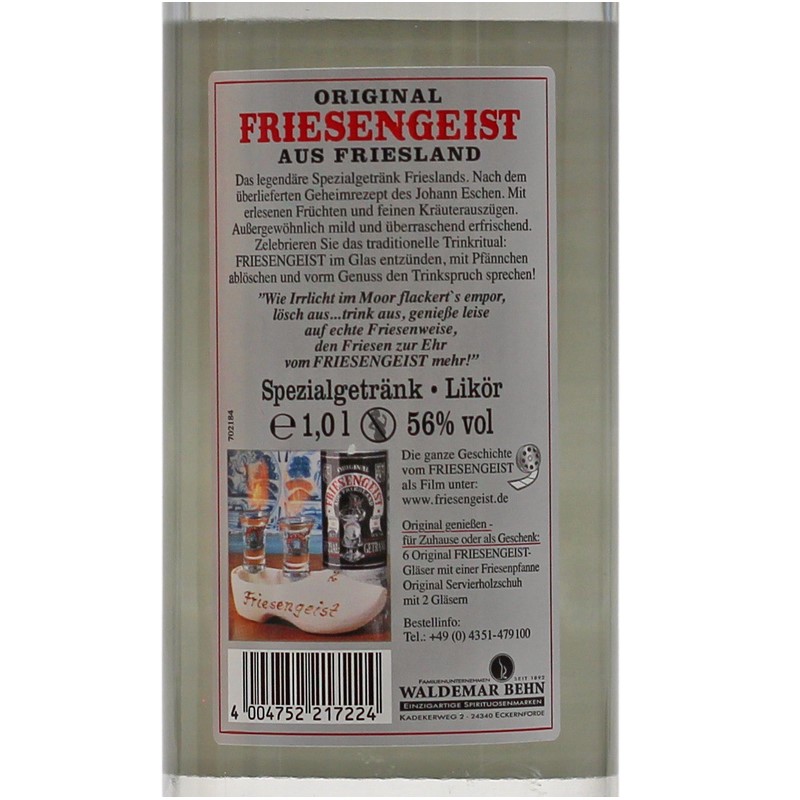 ORIGINAL
FRIESENGEIST
AUS FRIESLAND
Das legendäre Spezialgetränk Frieslands. Nach dem
überlieferten Geheimrezept des Johann Eschen. Mit
erlesenen Früchten und feinen Kräuterauszügen.
Außergewöhnlich mild und überraschend erfrischend.
Zelebrieren Sie das traditionelle Trinkritual:
FRIESENGEIST im Glas entzünden, mit Pfännchen
ablöschen und vorm Genuss den Trinkspruch sprechen!
"Wie Irrlicht im Moor flackert`s empor,
lösch aus...trink aus, genieße leise
auf echte Friesenweise,
den Friesen zur Ehr
vom FRIESENGEIST mehr!"
Spezialgetränk • Likör
℮ 1,0 l 56% vol
702184
Die ganze Geschichte
vom FRIESENGEIST
als Film unter:
www.friesengeist.de
Original genießen -
für Zuhause oder als Geschenk:
6 Original FRIESENGEIST-
Gläser mit einer Friesenpfanne
Original Servierholzschuh
mit 2 Gläsern
Bestellinfo:
Tel.: +49 (0) 4351-479100
ORIGINAL
FRIESENGEIST
Friesengeist
4 004752 217224
FAMILIENUNTERNEHMEN SEIT 1892
WALDEMAR BEHN
EINZIGARTIGE SPIRITUOSENMARKEN
KADEKERWEG 2 - 24340 ECKERNFÖRDE